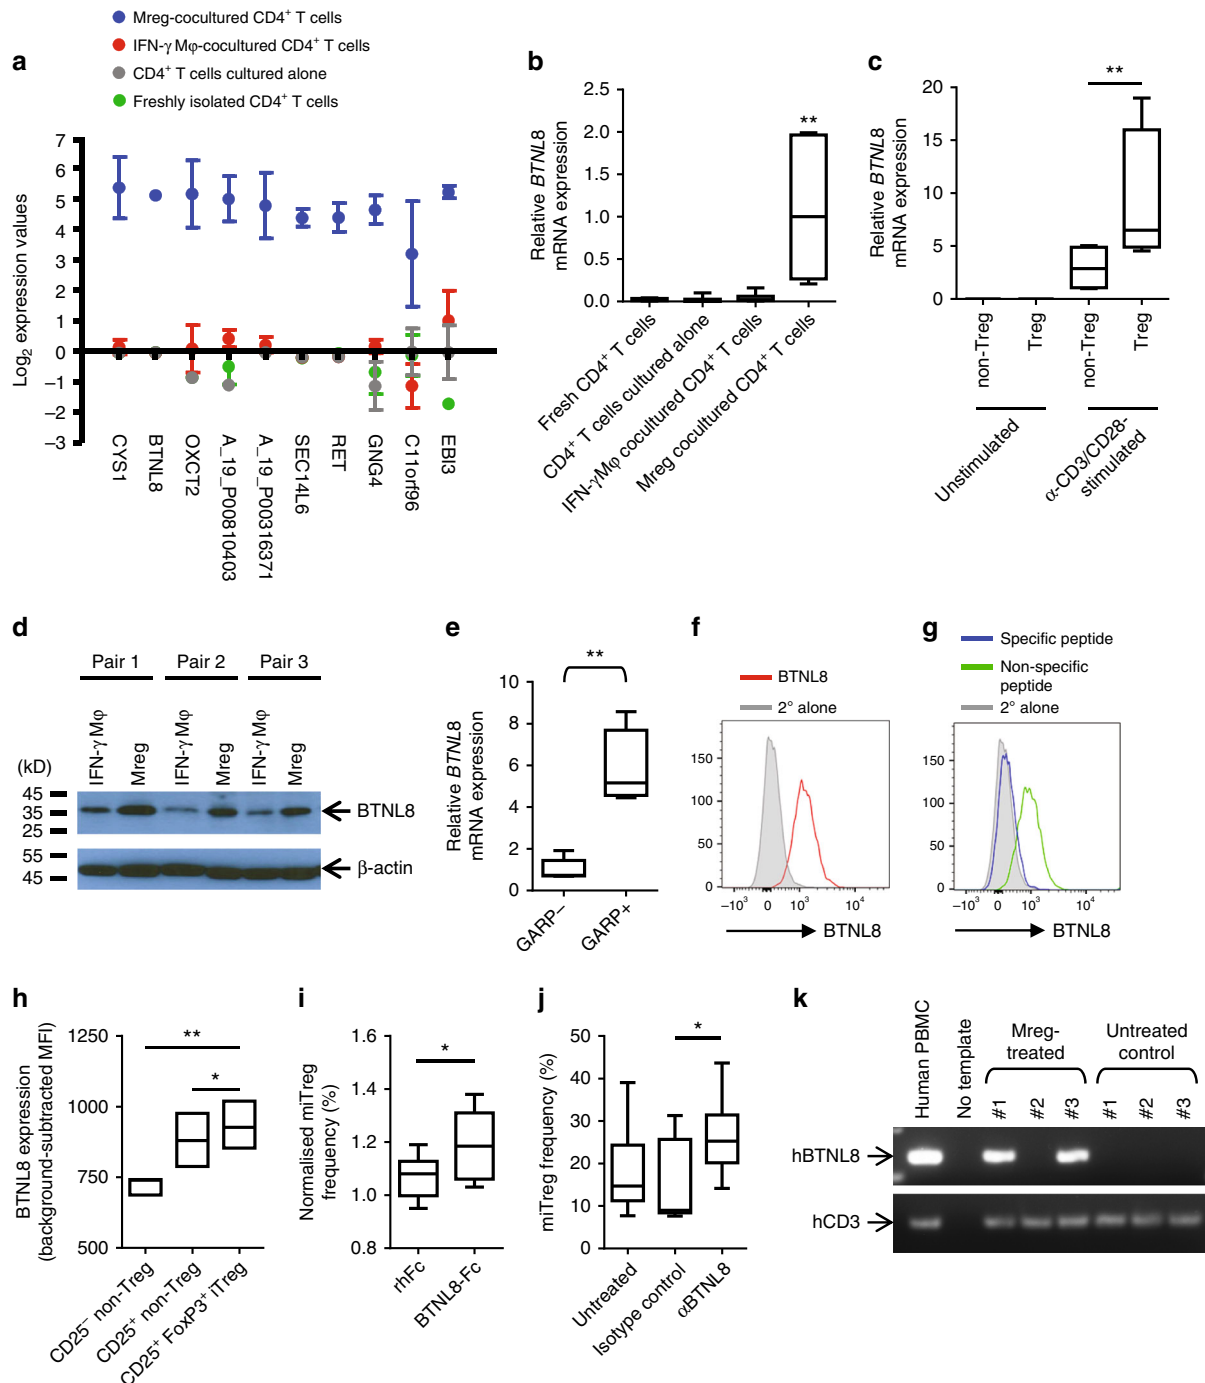 Mreg-cocultured CD4+ T cells
IFN-γ Mφ-cocultured CD4+ T cells
CD4+ T cells cultured alone
Freshly isolated CD4+ T cells
a
Log2 expression values
7
6
5
4
3
2
1
0
−1
−2
−3
CYS1
BTNL8
OXCT2
A_19_P00810403
A_19_P00316371
SEC14L6
RET
GNG4
C11orf96
EBI3
b
Relative BTNL8
mRNA expression
2.5
2.0
1.5
1.0
0.5
0.0
**
Fresh CD4+ T cells
CD4+ T cells cultured alone
IFN-γMφ cocultured CD4+ T cells
Mreg cocultured CD4+ T cells
c
Relative BTNL8
mRNA expression
20
15
10
5
0
**
non-Treg
Treg
non-Treg
Treg
Unstimulated
α-CD3/CD28-
stimulated
d
Pair 1
Pair 2
Pair 3
IFN-γ Mφ
Mreg
IFN-γ Mφ
Mreg
IFN-γ Mφ
Mreg
(kD)
45
35
25
55
45
BTNL8
β-actin
e
Relative BTNL8
mRNA expression
10
8
6
4
2
0
**
GARP−
GARP+
f
BTNL8
2° alone
150
100
50
0
−10³
0
10³
10⁴
BTNL8
g
Specific peptide
Non-specific
peptide
2° alone
150
100
50
0
−10³
0
10³
10⁴
BTNL8
h
BTNL8 expression
(background-subtracted MFI)
1250
1000
750
500
**
*
CD25− non-Treg
CD25+ non-Treg
CD25+ FoxP3+ iTreg
i
Normalised miTreg
frequency (%)
1.6
1.4
1.2
1.0
0.8
*
rhFc
BTNL8-Fc
j
miTreg frequency (%)
50
40
30
20
10
0
*
Untreated
Isotype control
αBTNL8
k
Human PBMC
No template
Mreg-
treated
Untreated
control
#1
#2
#3
#1
#2
#3
hBTNL8
hCD3